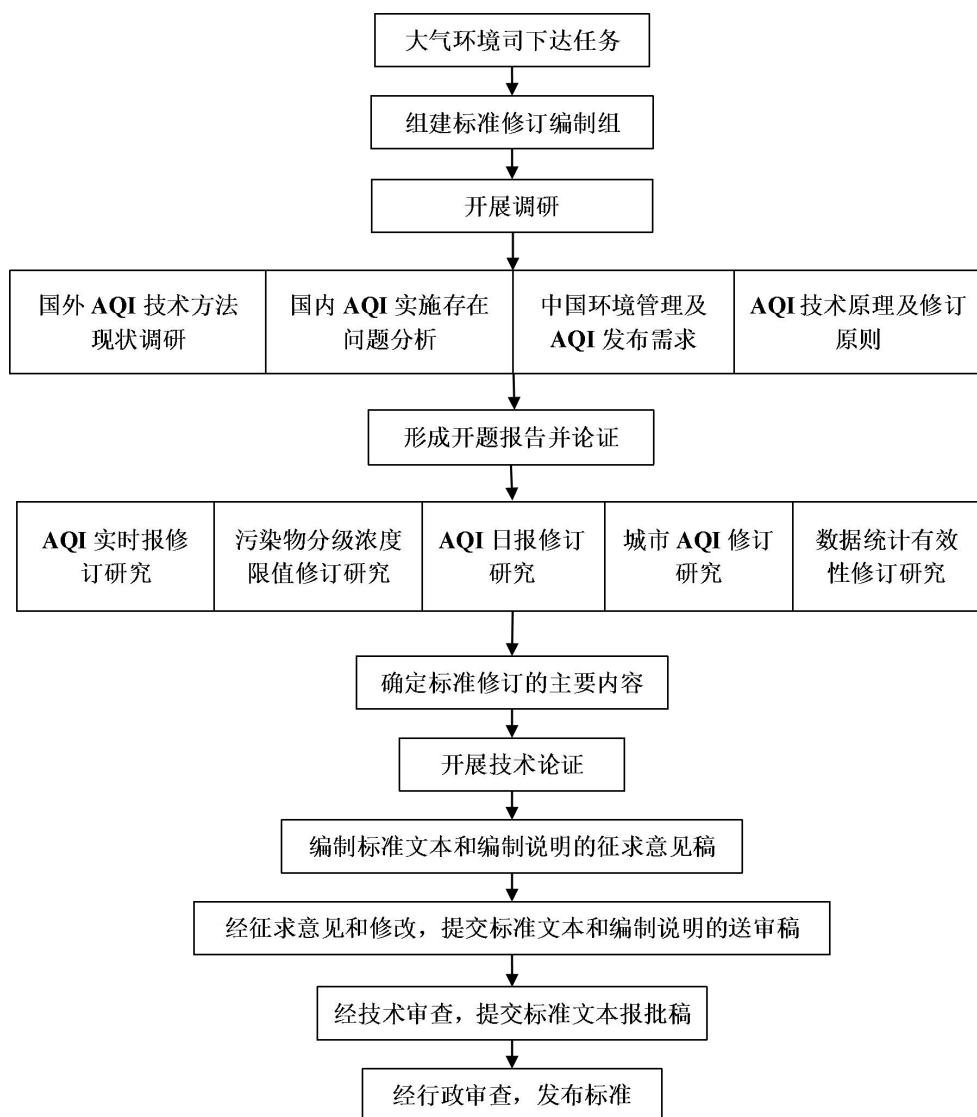 大气环境司下达任务
组建标准修订编制组
开展调研
国外 AQI 技术方法
现状调研
国内 AQI 实施存在
问题分析
中国环境管理及
AQI 发布需求
AQI 技术原理及修订
原则
形成开题报告并论证
AQI 实时报修
订研究
污染物分级浓度
限值修订研究
AQI 日报修订
研究
城市 AQI 修订
研究
数据统计有效
性修订研究
确定标准修订的主要内容
开展技术论证
编制标准文本和编制说明的征求意见稿
经征求意见和修改，提交标准文本和编制说明的送审稿
经技术审查，提交标准文本报批稿
经行政审查，发布标准